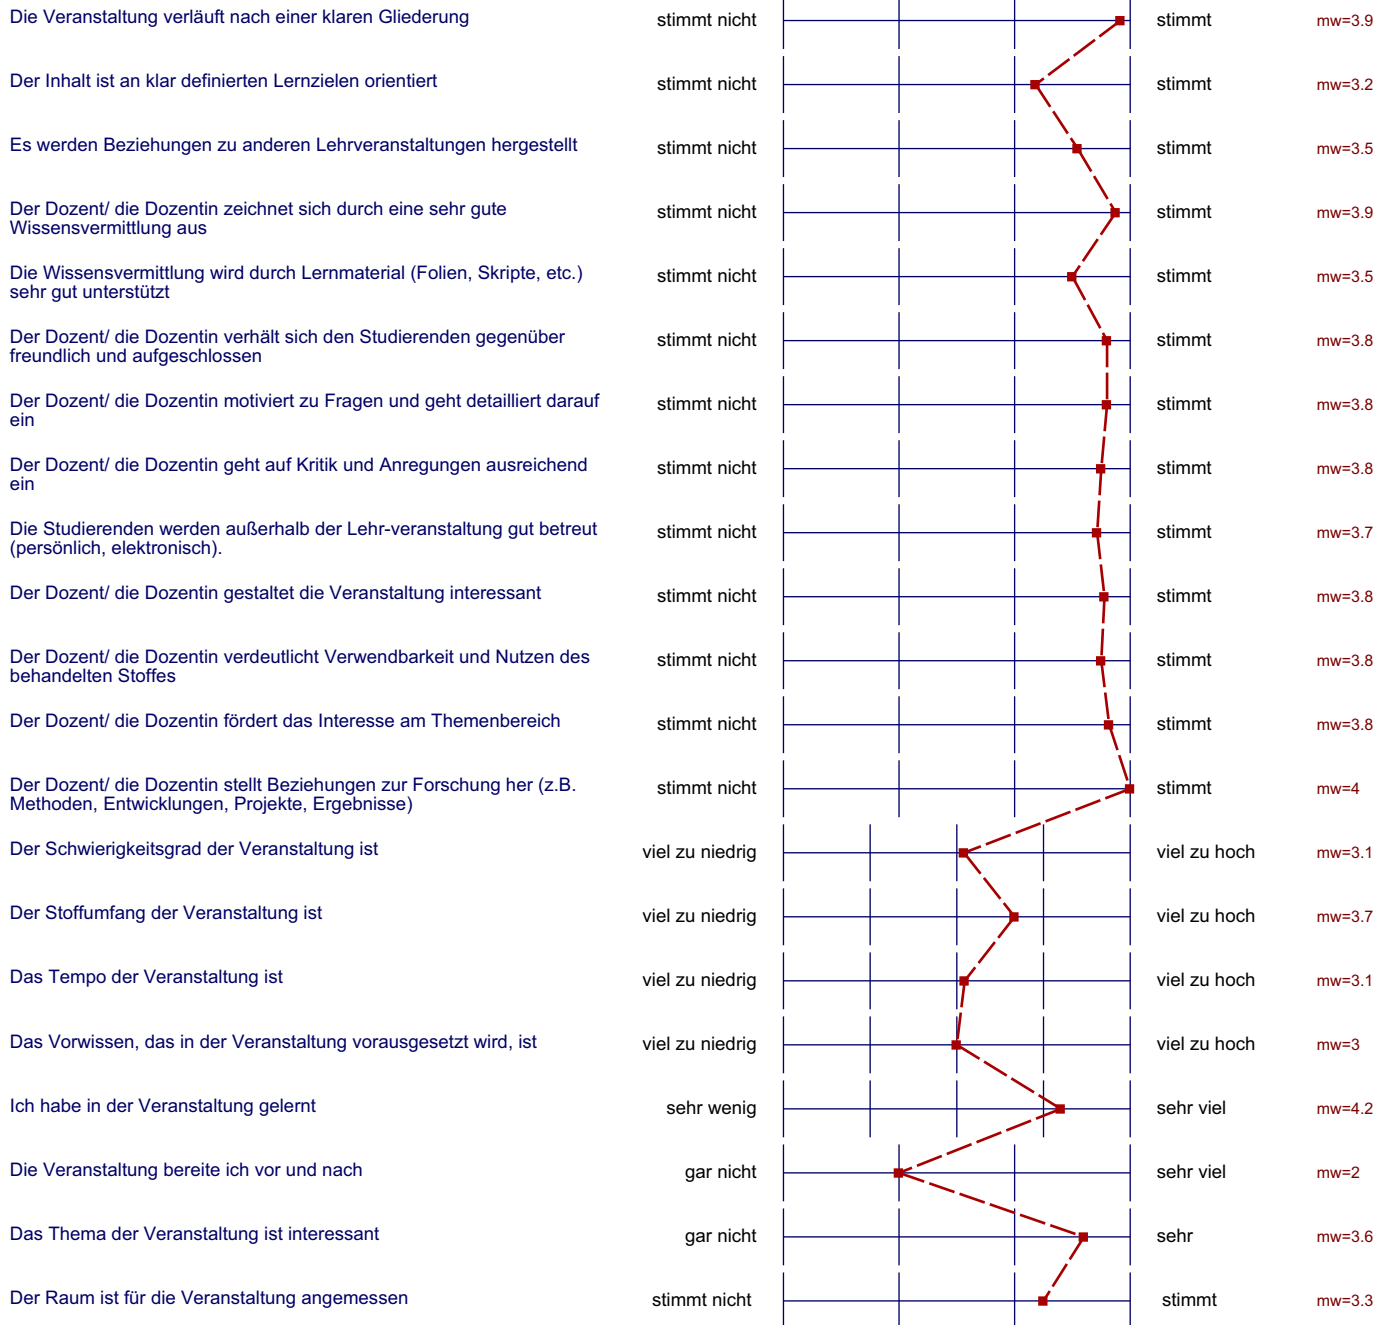 Die Veranstaltung verläuft nach einer klaren Gliederung stimmt nicht stimmt mw=3.9
Der Inhalt ist an klar definierten Lernzielen orientiert stimmt nicht stimmt mw=3.2
Es werden Beziehungen zu anderen Lehrveranstaltungen hergestellt stimmt nicht stimmt mw=3.5
Der Dozent/ die Dozentin zeichnet sich durch eine sehr gute stimmt nicht stimmt mw=3.9
Wissensvermittlung aus
Die Wissensvermittlung wird durch Lernmaterial (Folien, Skripte, etc.) stimmt nicht stimmt mw=3.5
sehr gut unterstützt
Der Dozent/ die Dozentin verhält sich den Studierenden gegenüber stimmt nicht stimmt mw=3.8
freundlich und aufgeschlossen
Der Dozent/ die Dozentin motiviert zu Fragen und geht detailliert darauf stimmt nicht stimmt mw=3.8
ein
Der Dozent/ die Dozentin geht auf Kritik und Anregungen ausreichend stimmt nicht stimmt mw=3.8
ein
Die Studierenden werden außerhalb der Lehr-veranstaltung gut betreut stimmt nicht stimmt mw=3.7
(persönlich, elektronisch).
Der Dozent/ die Dozentin gestaltet die Veranstaltung interessant stimmt nicht stimmt mw=3.8
Der Dozent/ die Dozentin verdeutlicht Verwendbarkeit und Nutzen des stimmt nicht stimmt mw=3.8
behandelten Stoffes
Der Dozent/ die Dozentin fördert das Interesse am Themenbereich stimmt nicht stimmt mw=3.8
Der Dozent/ die Dozentin stellt Beziehungen zur Forschung her (z.B. stimmt nicht stimmt mw=4
Methoden, Entwicklungen, Projekte, Ergebnisse)
Der Schwierigkeitsgrad der Veranstaltung ist viel zu niedrig viel zu hoch mw=3.1
Der Stoffumfang der Veranstaltung ist viel zu niedrig viel zu hoch mw=3.7
Das Tempo der Veranstaltung ist viel zu niedrig viel zu hoch mw=3.1
Das Vorwissen, das in der Veranstaltung vorausgesetzt wird, ist viel zu niedrig viel zu hoch mw=3
Ich habe in der Veranstaltung gelernt sehr wenig sehr viel mw=4.2
Die Veranstaltung bereite ich vor und nach gar nicht sehr viel mw=2
Das Thema der Veranstaltung ist interessant gar nicht sehr mw=3.6
Der Raum ist für die Veranstaltung angemessen stimmt nicht stimmt mw=3.3